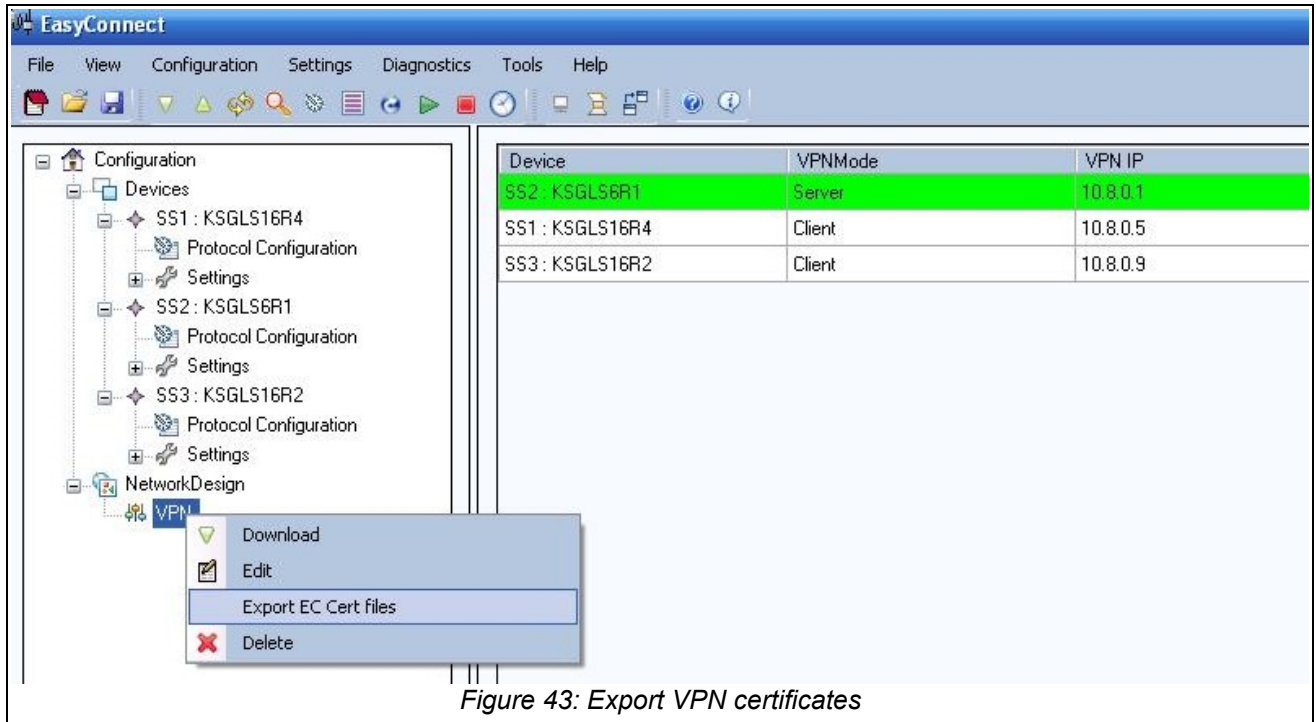 EasyConnect
File View Configuration Settings Diagnostics Tools Help
Configuration
Devices
SS1 : KSGLS16R4
Protocol Configuration
Settings
SS2 : KSGLS6R1
Protocol Configuration
Settings
SS3 : KSGLS16R2
Protocol Configuration
Settings
NetworkDesign
VPN
Download
Edit
Export EC Cert files
Delete
Device VPNMode VPN IP
SS2 : KSGLS6R1 Server 10.8.0.1
SS1 : KSGLS16R4 Client 10.8.0.5
SS3 : KSGLS16R2 Client 10.8.0.9
Figure 43: Export VPN certificates